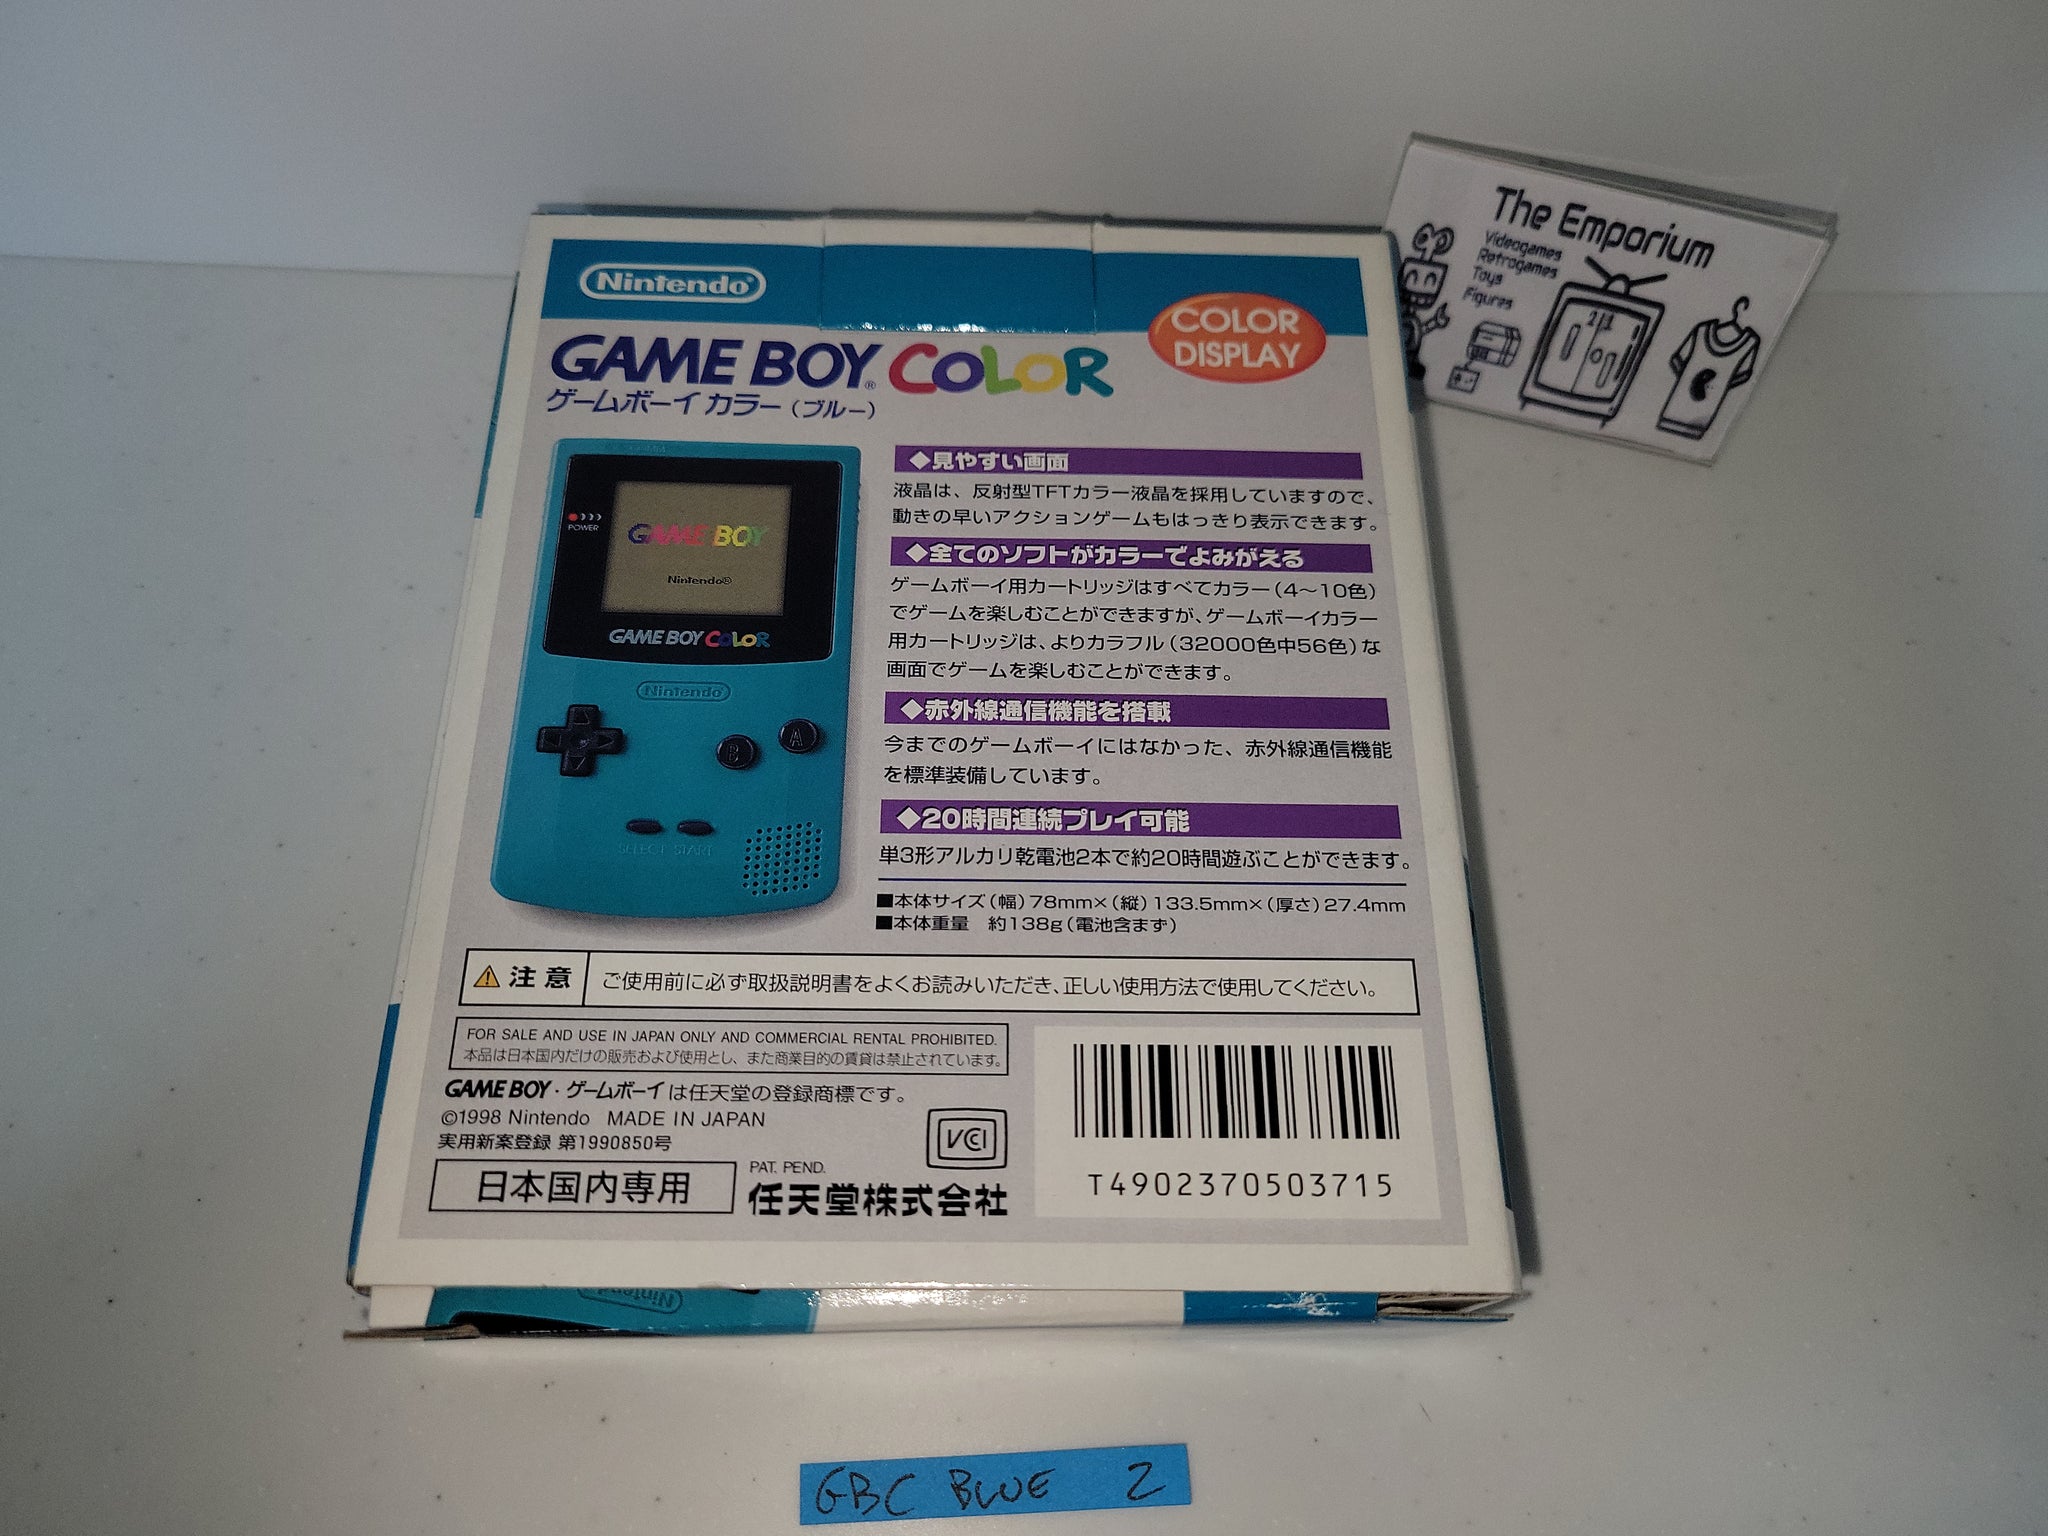 The Emporium
Videogames
Retrogames
Toys
Figures
Nintendo®
COLOR
DISPLAY
GAME BOY® COLOR
ゲームボーイ カラー（ブルー）
POWER
GAME BOY
Nintendo®
GAME BOY COLOR
Nintendo
B
A
SELECT START
◆見やすい画面
液晶は、反射型TFTカラー液晶を採用していますので、
動きの早いアクションゲームもはっきり表示できます。
◆全てのソフトがカラーでよみがえる
ゲームボーイ用カートリッジはすべてカラー（4〜10色）
でゲームを楽しむことができますが、ゲームボーイカラー
用カートリッジは、よりカラフル（32000色中56色）な
画面でゲームを楽しむことができます。
◆赤外線通信機能を搭載
今までのゲームボーイにはなかった、赤外線通信機能
を標準装備しています。
◆20時間連続プレイ可能
単3形アルカリ乾電池2本で約20時間遊ぶことができます。
■本体サイズ（幅）78mm×（縦）133.5mm×（厚さ）27.4mm
■本体重量　約138g（電池含まず）
注意
ご使用前に必ず取扱説明書をよくお読みいただき、正しい使用方法で使用してください。
FOR SALE AND USE IN JAPAN ONLY AND COMMERCIAL RENTAL PROHIBITED.
本品は日本国内だけの販売および使用とし、また商業目的の賃貸は禁止されています。
GAME BOY・ゲームボーイは任天堂の登録商標です。
©1998 Nintendo MADE IN JAPAN
実用新案登録 第1990850号
VCI
日本国内専用
PAT. PEND.
任天堂株式会社
T4902370503715
Nintendo
GBC BLUE 2